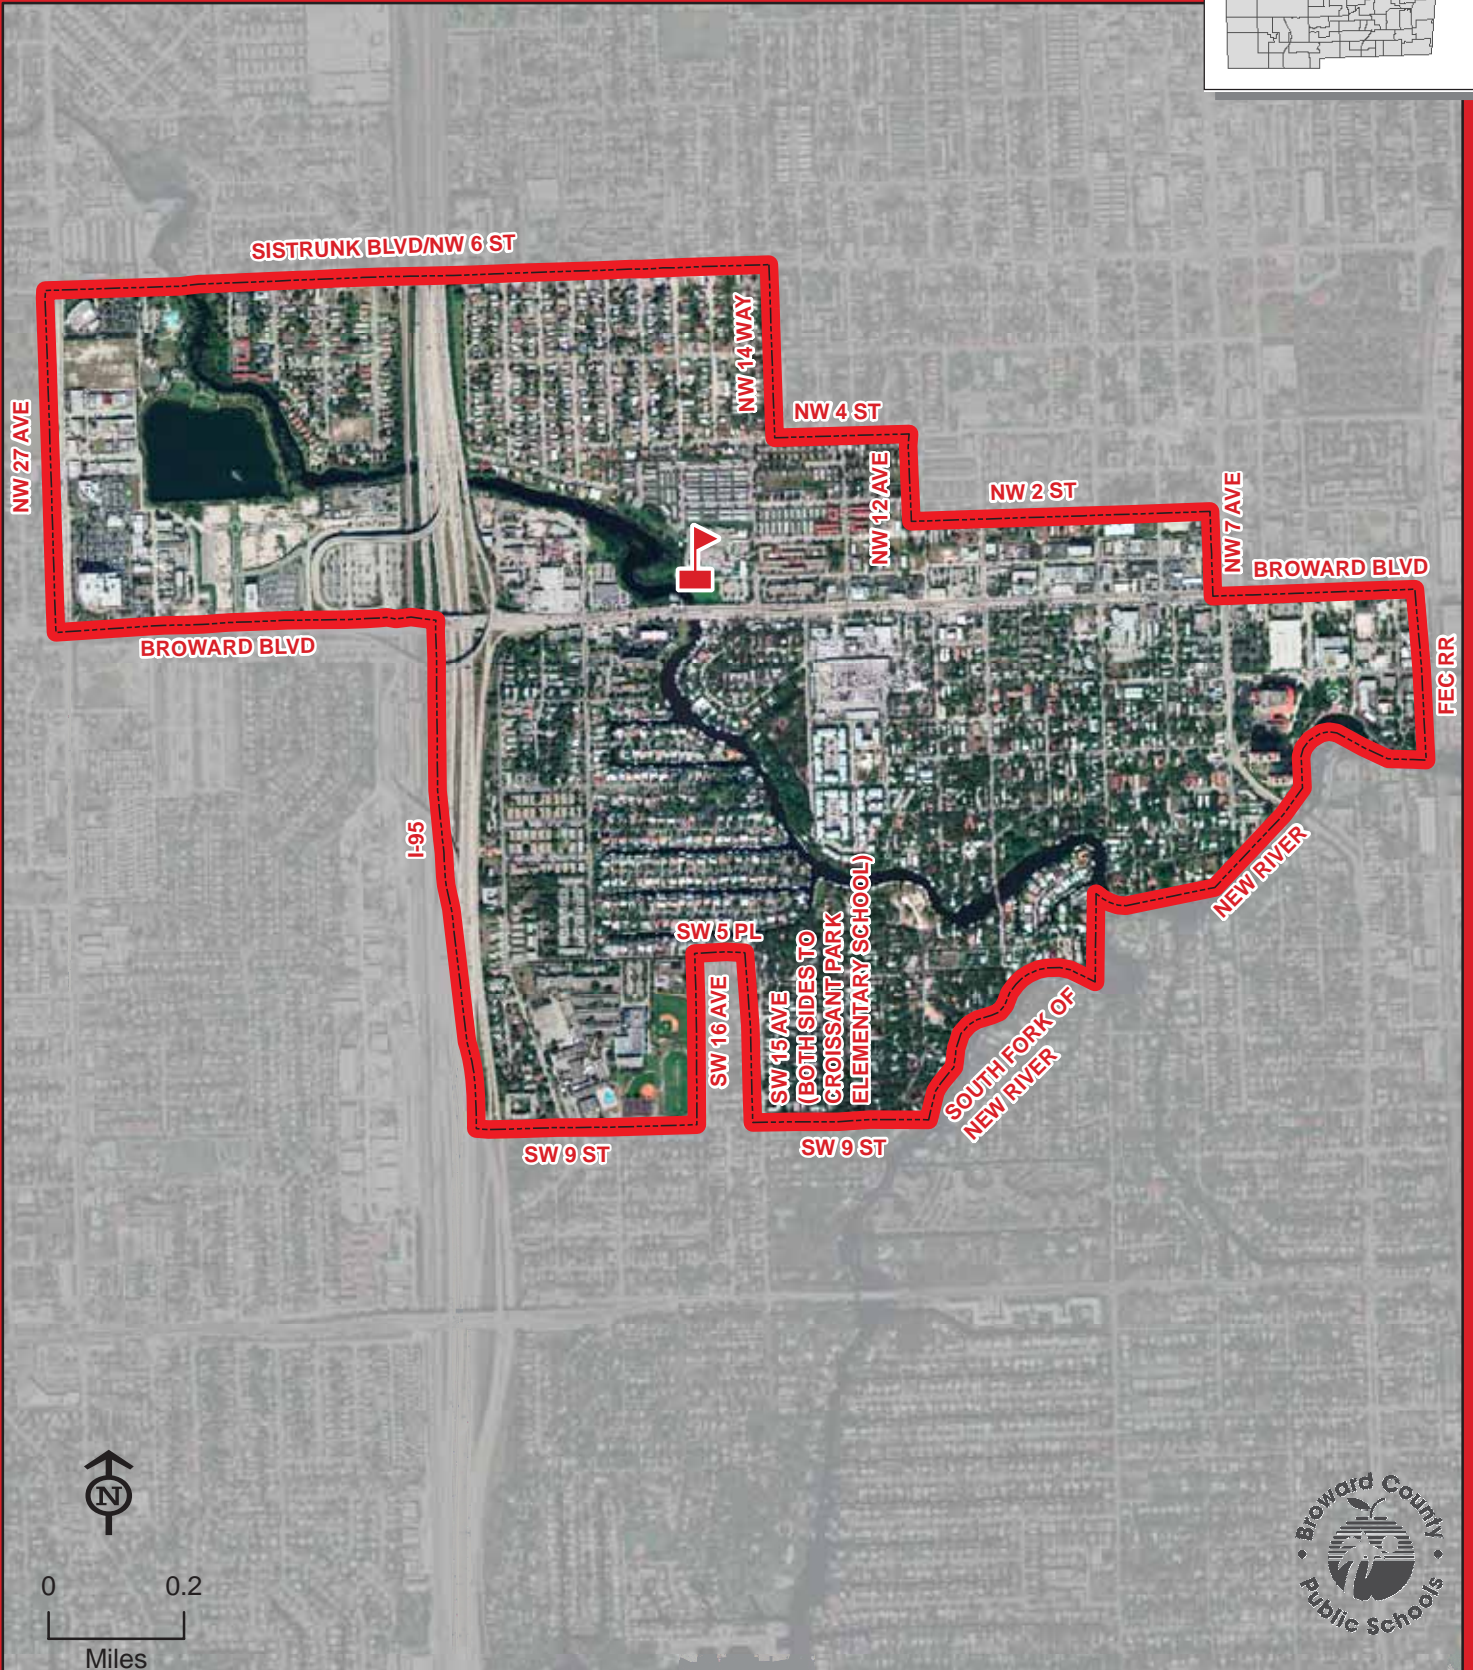 SISTRUNK BLVD/NW 6 ST
NW 14 WAY
NW 27 AVE
NW 4 ST
NW 12 AVE
NW 2 ST
NW 7 AVE
BROWARD BLVD
BROWARD BLVD
FEC RR
I-95
NEW RIVER
SW 5 PL
SW 16 AVE
SW 15 AVE
(BOTH SIDES TO
CROISSANT PARK
ELEMENTARY SCHOOL)
SOUTH FORK OF
NEW RIVER
SW 9 ST
SW 9 ST
N
0 0.2
Miles
Broward County
Public Schools